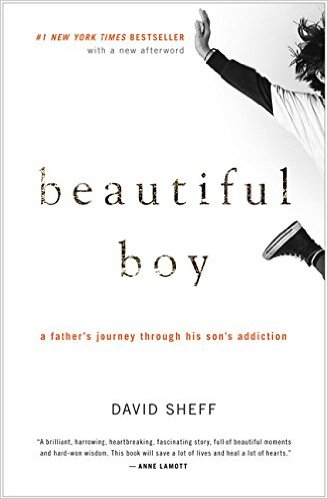 #1 NEW YORK TIMES BESTSELLER
with a new afterword
beautiful
boy
a father's journey through his son's addiction
DAVID SHEFF
"A brilliant, harrowing, heartbreaking, fascinating story, full of beautiful moments
and hard-won wisdom. This book will save a lot of lives and heal a lot of hearts."
— ANNE LAMOTT